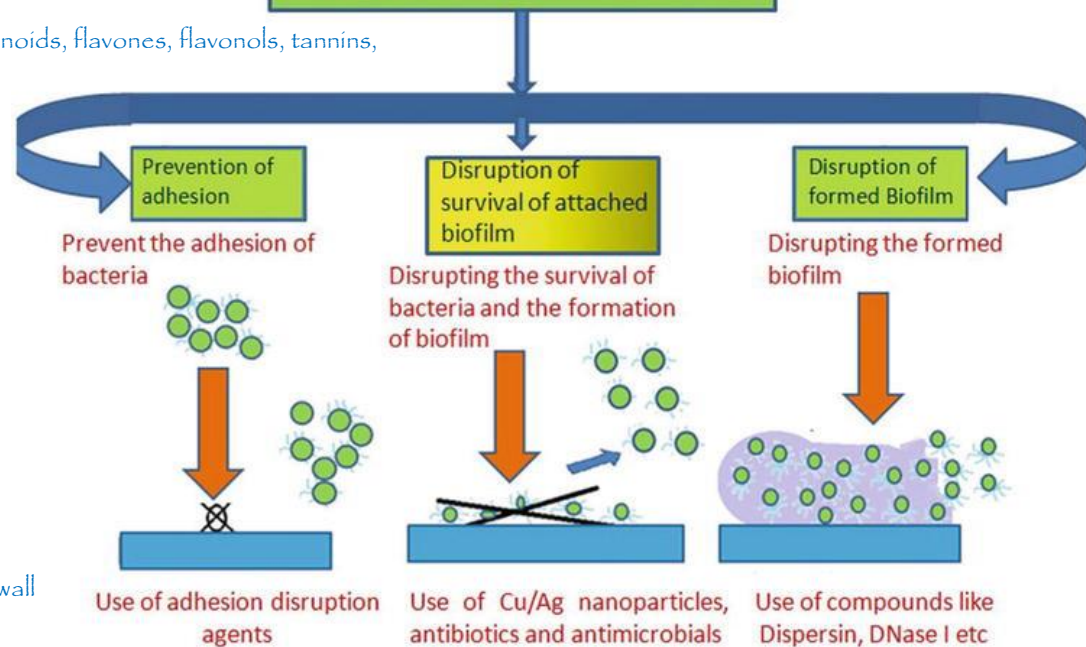 flavones, flavonols, tannins,
Prevention of
adhesion
Prevent the adhesion of
bacteria
Disruption of
survival of attached
biofilm
Disrupting the survival of
bacteria and the formation
of biofilm
Disruption of
formed Biofilm
Disrupting the formed
biofilm
wall
Use of adhesion disruption
agents
Use of Cu/Ag nanoparticles,
antibiotics and antimicrobials
Use of compounds like
Dispersin, DNase I etc